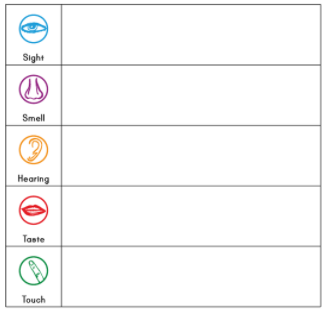 Sight
Smell
Hearing
Taste
Touch